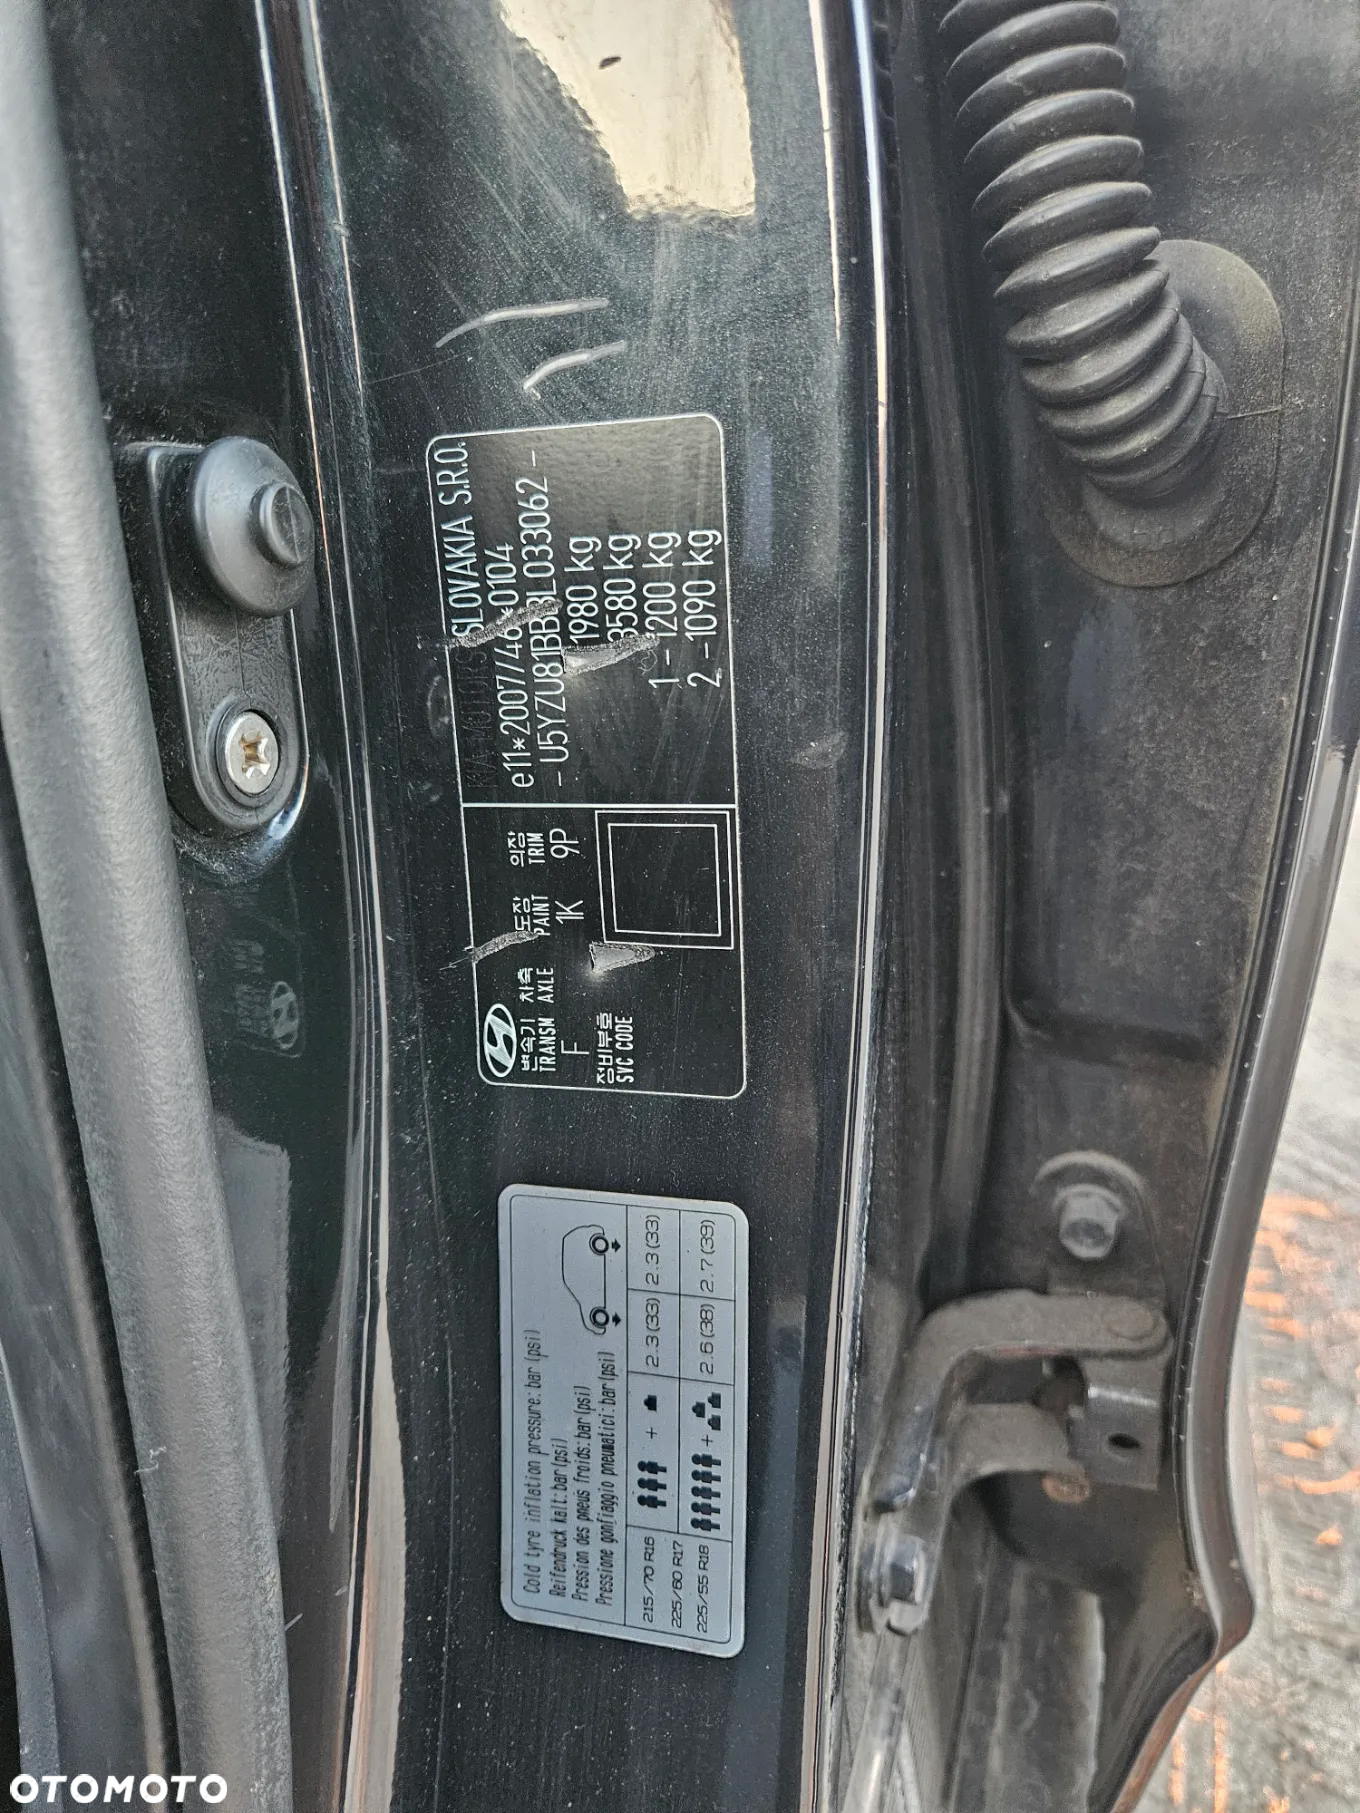 KIA MOTORS SLOVAKIA S.R.O.
e11*2007/46*0104
- U5YZU81BBBL033062 -
1980 kg
3580 kg
1 - 1200 kg
2 - 1090 kg
변속기 차축 도장 의장
TRANSM AXLE PAINT TRIM
F 1K 9P
정비부호
SVC CODE
Cold tyre inflation pressure: bar(psi)
Reifendruck kalt: bar(psi)
Pression des pneus froids: bar(psi)
Pressione gonfiaggio pneumatici: bar(psi)
215/70 R16 + 2.3(33) 2.3(33)
225/60 R17
225/55 R18 + 2.6(38) 2.7(39)
OTOMOTO